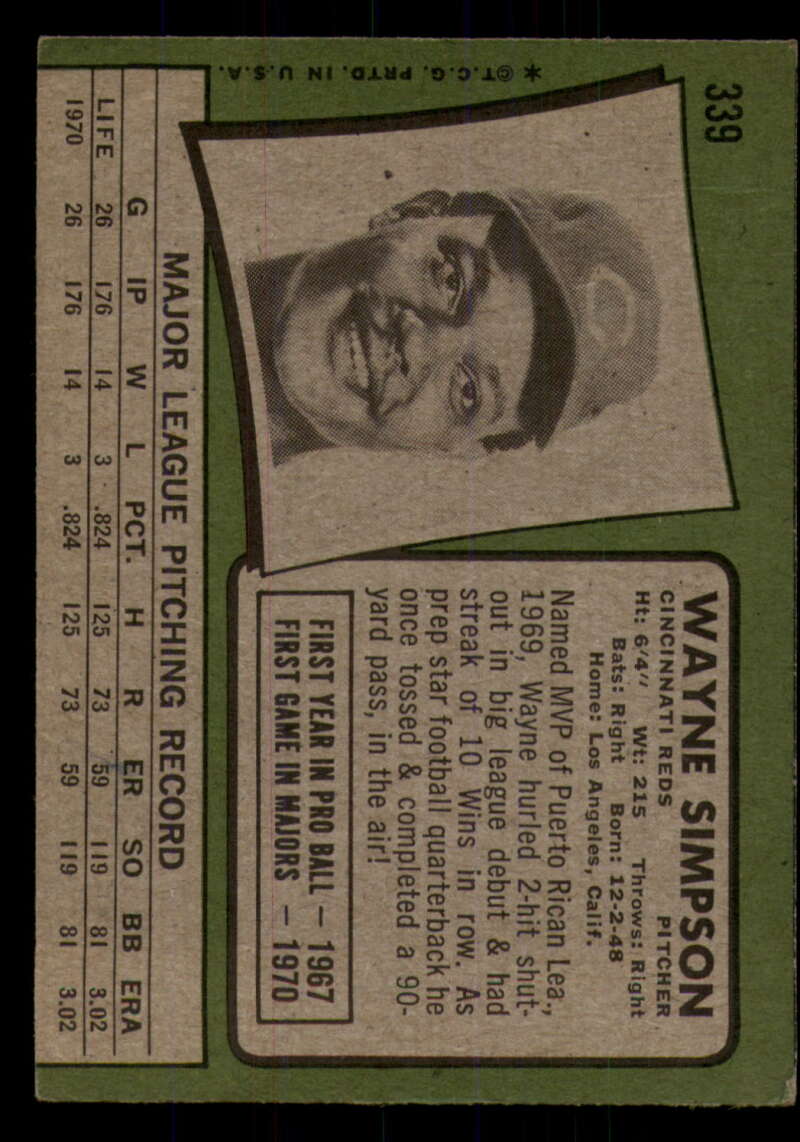 339
* ©T.C.G. PRTD. IN U.S.A.
WAYNE SIMPSON
CINCINNATI REDS PITCHER
Ht: 6'4" Wt: 215 Throws: Right
Bats: Right Born: 12-2-48
Home: Los Angeles, Calif.
Named MVP of Puerto Rican Lea.,
1969, Wayne hurled 2-hit shut-
out in big league debut & had
streak of 10 Wins in row. As
prep star football quarterback he
once tossed & completed a 90-
yard pass, in the air!
FIRST YEAR IN PRO BALL — 1967
FIRST GAME IN MAJORS — 1970
MAJOR LEAGUE PITCHING RECORD
G IP W L PCT. H R ER SO BB ERA
LIFE 26 176 14 3 .824 125 73 59 119 81 3.02
1970 26 176 14 3 .824 125 73 59 119 81 3.02